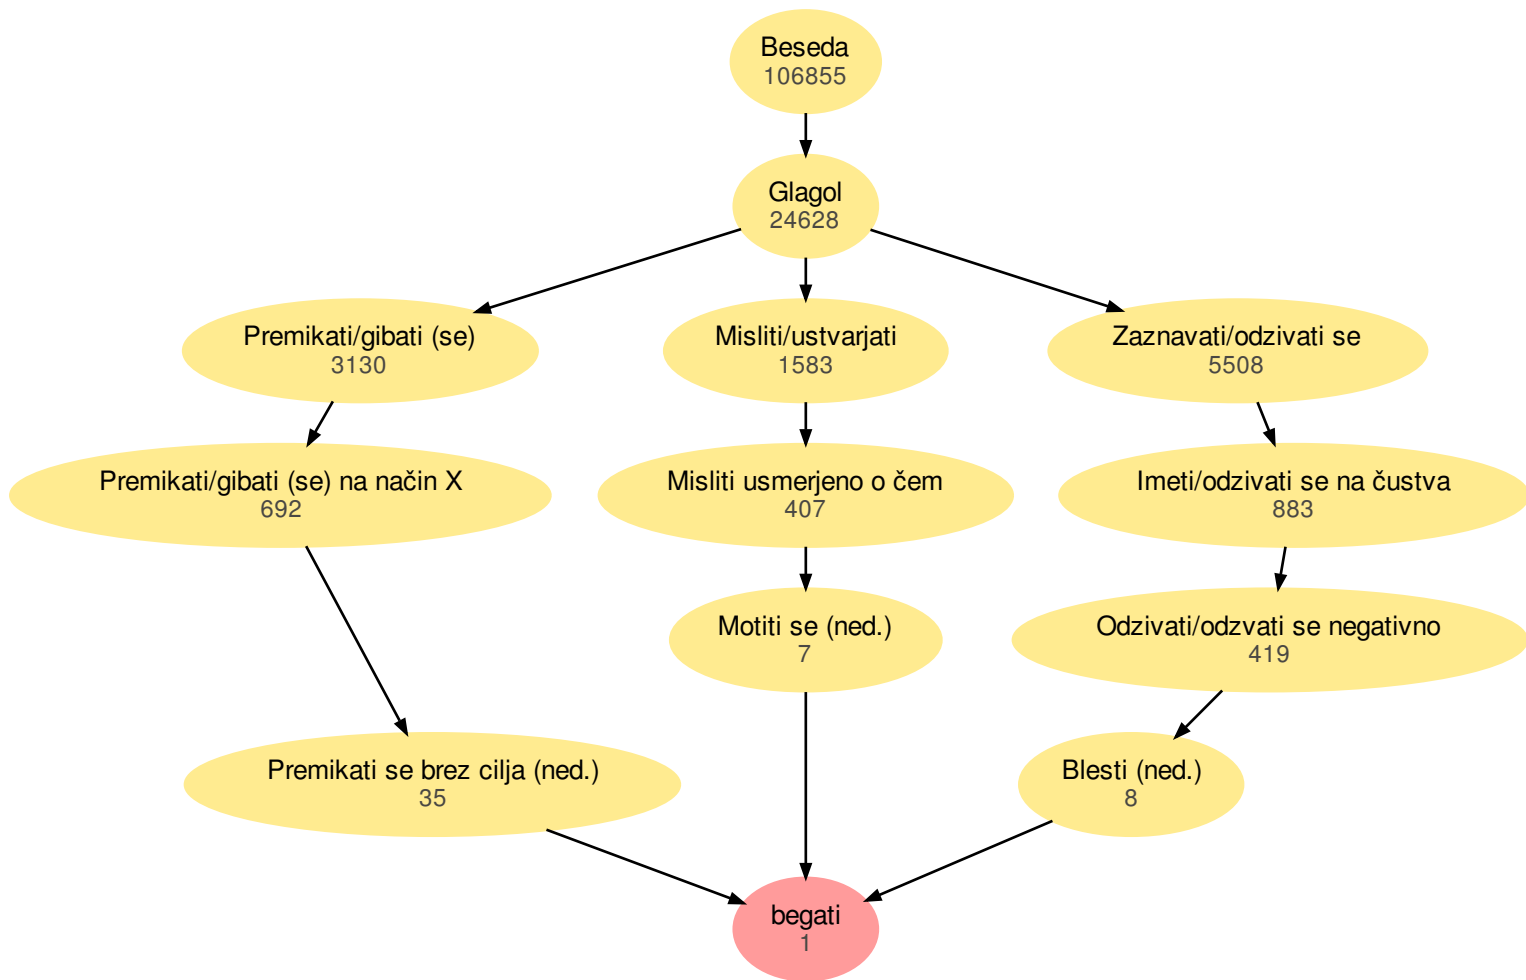 Beseda
106855
Glagol
24628
Premikati/gibati (se)
3130
Misliti/ustvarjati
1583
Zaznavati/odzivati se
5508
Premikati/gibati (se) na način X
692
Misliti usmerjeno o čem
407
Imeti/odzivati se na čustva
883
Motiti se (ned.)
7
Odzivati/odzvati se negativno
419
Premikati se brez cilja (ned.)
35
Blesti (ned.)
8
begati
1